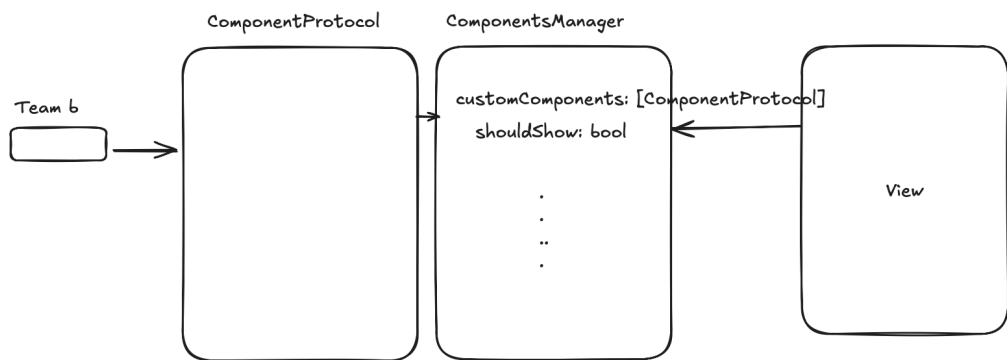 ComponentProtocol
ComponentsManager
Team b
customComponents: [ComponentProtocol]
shouldShow: bool
View